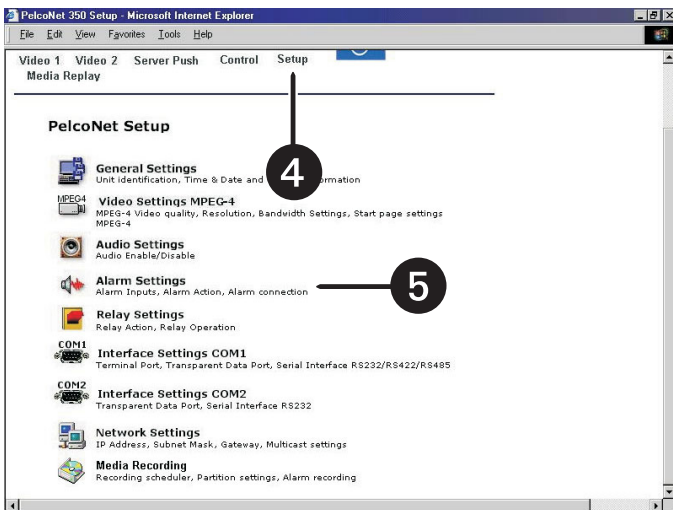 PelcoNet 350 Setup - Microsoft Internet Explorer
File Edit View Favorites Tools Help
Video 1 Video 2 Server Push Control Setup
Media Replay
PelcoNet Setup
4
General Settings
Unit identification, Time & Date and
MPEG4
Video Settings MPEG-4
MPEG-4 Video quality, Resolution, Bandwidth Settings, Start page settings
MPEG-4
Audio Settings
Audio Enable/Disable
Alarm Settings
Alarm Inputs, Alarm Action, Alarm connection
5
Relay Settings
Relay Action, Relay Operation
COM1
Interface Settings COM1
Terminal Port, Transparent Data Port, Serial Interface RS232/RS422/RS485
COM2
Interface Settings COM2
Transparent Data Port, Serial Interface RS232
Network Settings
IP Address, Subnet Mask, Gateway, Multicast settings
Media Recording
Recording scheduler, Partition settings, Alarm recording